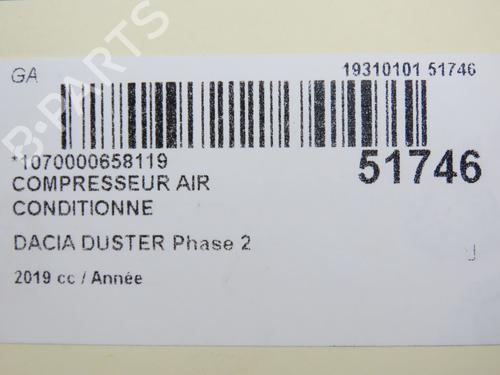 GA
19310101 51746
B-PARTS
*1070000658119
51746
COMPRESSEUR AIR
CONDITIONNE
DACIA DUSTER Phase 2
2019 cc / Année